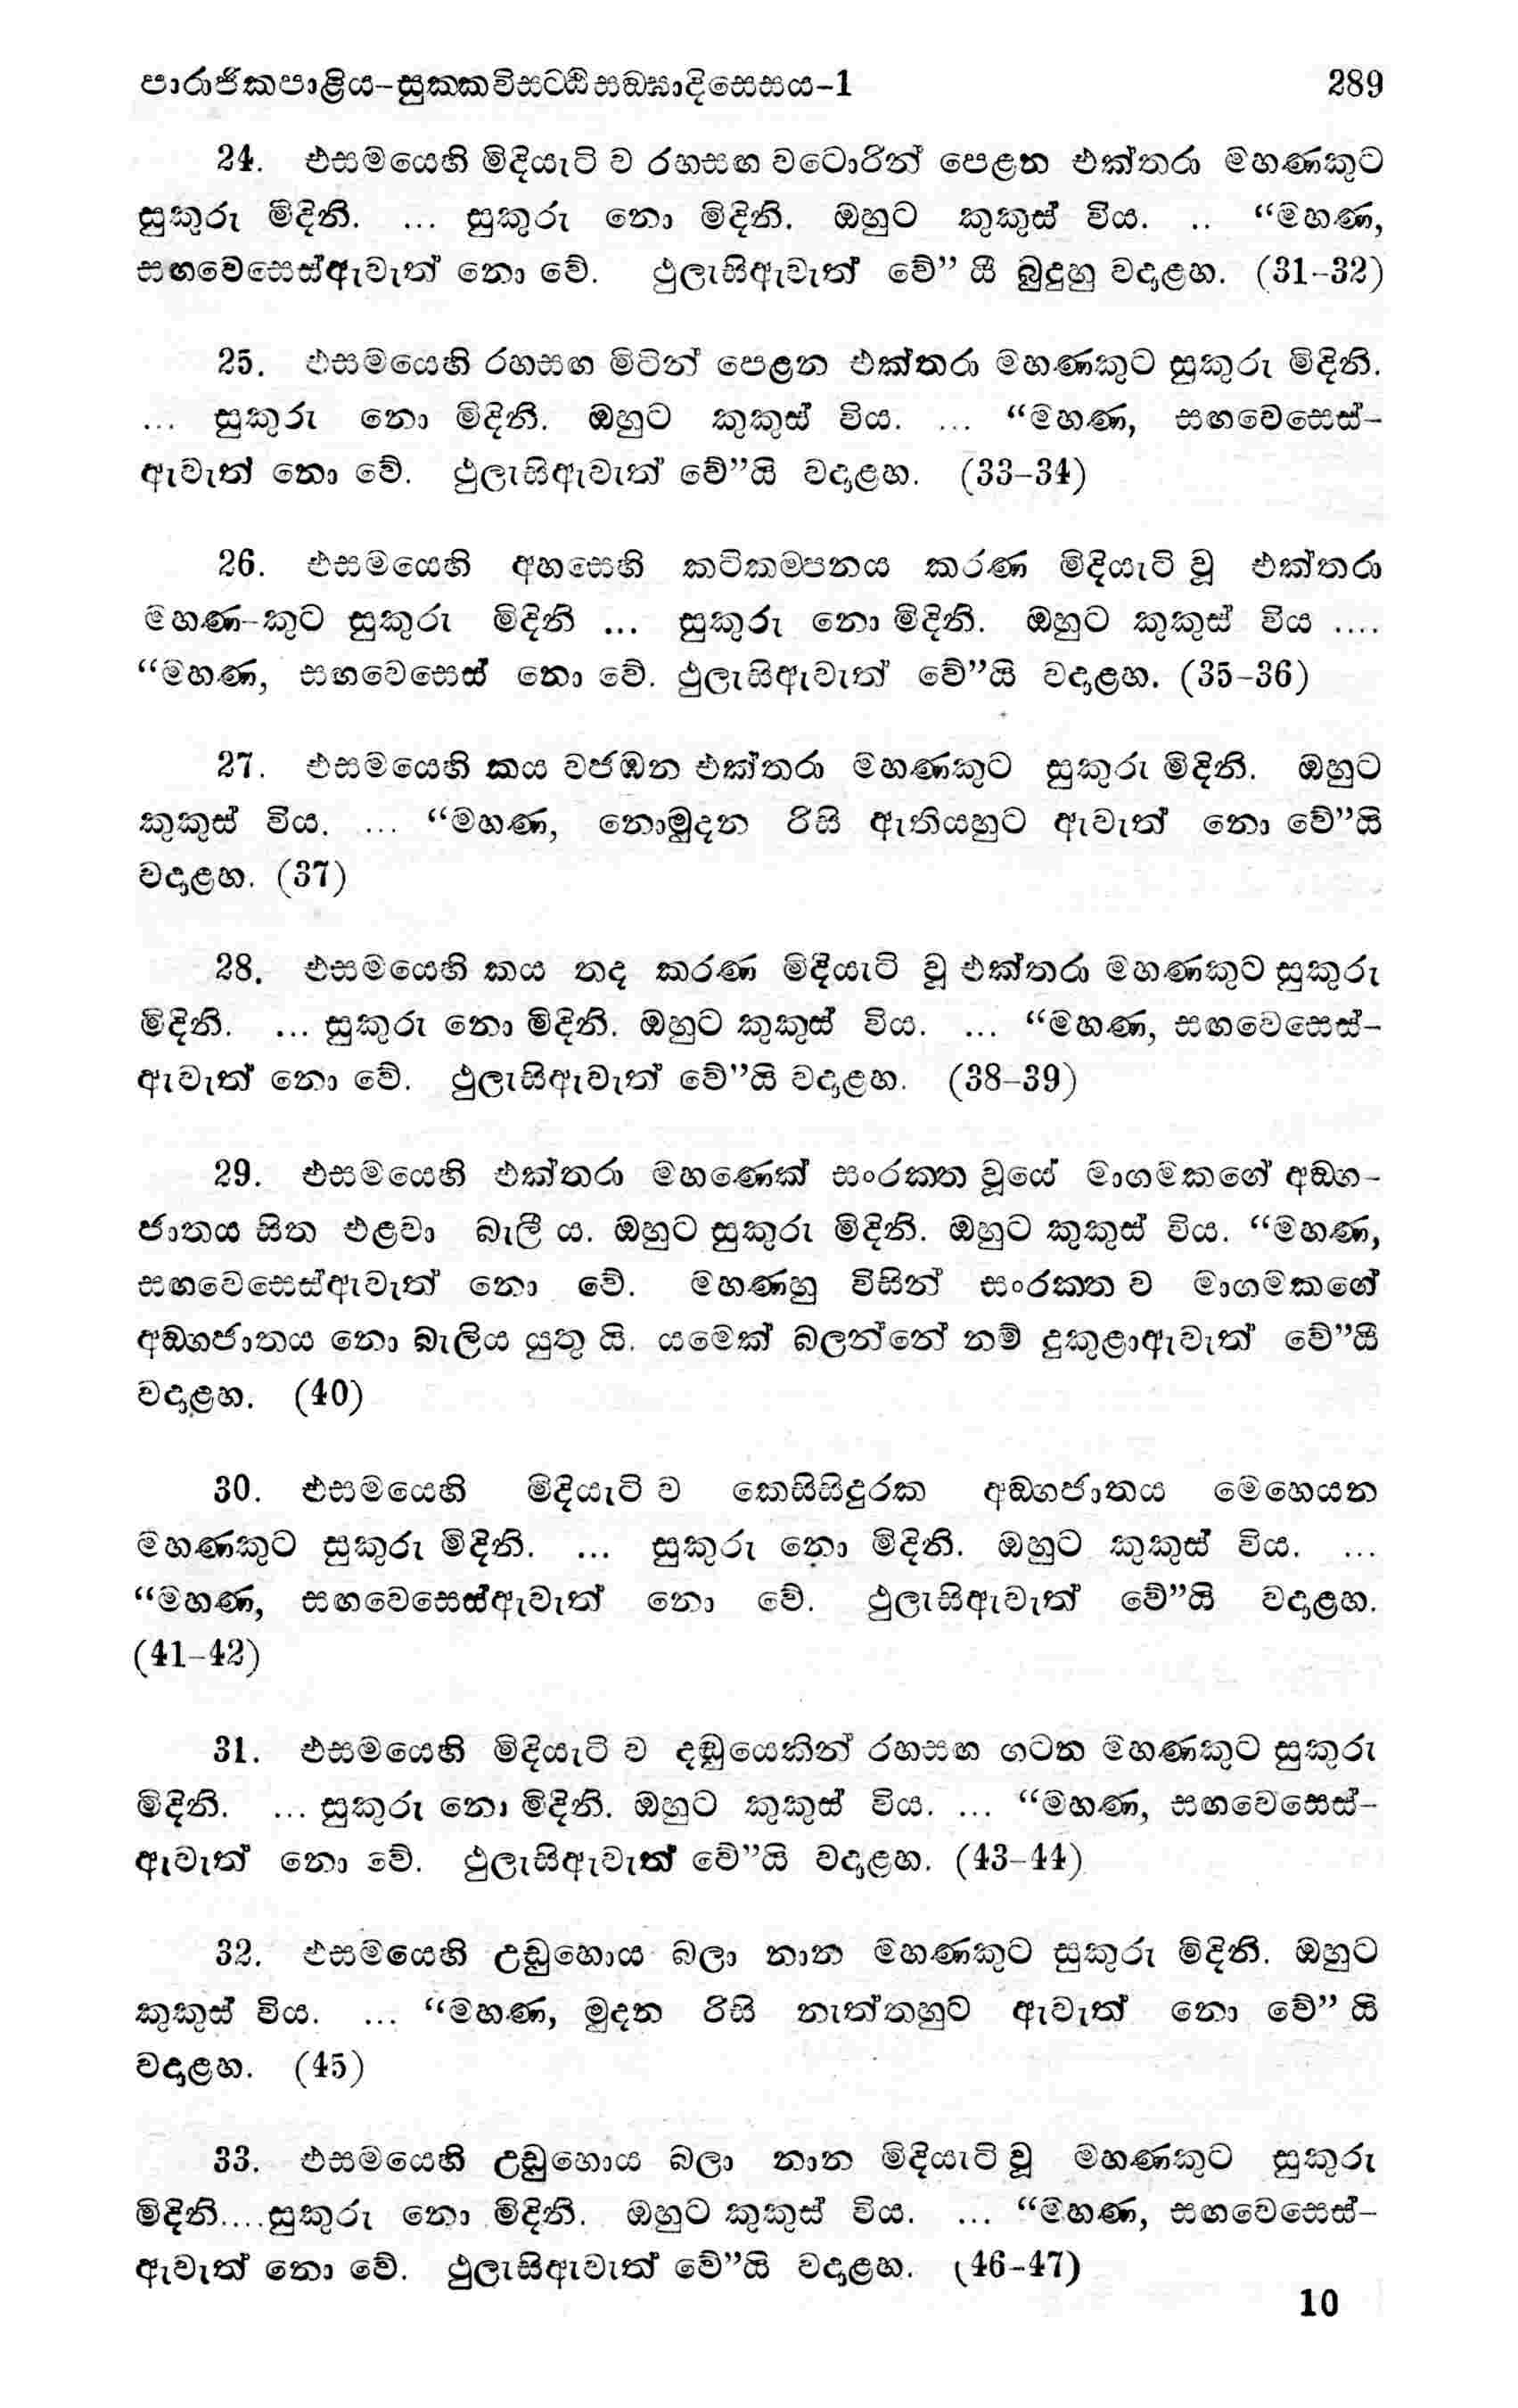 පාරාජිකපාළිය–සුක්කවිසට්ඨිසඞ්ඝාදිසෙසය–1 289
24. එසමයෙහි මිදියැටි ව රහසඟ වටොරින් පෙළන එක්තරා මහණකුට
සුකුරු මිදිනි. ... සුකුරු නො මිදිනි. ඔහුට කුකුස් විය. .. “මහණ,
සඟවෙසෙස්ඇවැත් නො වේ. ථුලැසිඇවැත් වේ” යී බුදුහු වදාළහ. (31–32)
25. එසමයෙහි රහසඟ මිටින් පෙළන එක්තරා මහණකුට සුකුරු මිදිනි.
... සුකුරු නො මිදිනි. ඔහුට කුකුස් විය. ... “මහණ, සඟවෙසෙස්–
ඇවැත් නො වේ. ථුලැසිඇවැත් වේ”යි වදාළහ. (33–34)
26. එසමයෙහි අහසෙහි කටිකම්පනය කරණ මිදියැටි වූ එක්තරා
මහණ–කුට සුකුරු මිදිනි ... සුකුරු නො මිදිනි. ඔහුට කුකුස් විය ....
“මහණ, සඟවෙසෙස් නො වේ. ථුලැසිඇවැත් වේ”යි වදාළහ. (35–36)
27. එසමයෙහි කය වජඹන එක්තරා මහණකුට සුකුරු මිදිනි. ඔහුට
කුකුස් විය. ... “මහණ, නොමුදන රිසි ඇතියහුට ඇවැත් නො වේ”යි
වදාළහ. (37)
28. එසමයෙහි කය තද කරණ මිදියැටි වූ එක්තරා මහණකුට සුකුරු
මිදිනි. ... සුකුරු නො මිදිනි. ඔහුට කුකුස් විය. ... “මහණ, සඟවෙසෙස්–
ඇවැත් නො වේ. ථුලැසිඇවැත් වේ”යි වදාළහ. (38–39)
29. එසමයෙහි එක්තරා මහණෙක් සංරක්ත වූයේ මාගමකගේ අඞ්ග–
ජාතය සිත එළවා බැලී ය. ඔහුට සුකුරු මිදිනි. ඔහුට කුකුස් විය. “මහණ,
සඟවෙසෙස්ඇවැත් නො වේ. මහණහු විසින් සංරක්ත ව මාගමකගේ
අඞ්ගජාතය නො බැලිය යුතු යි. යමෙක් බලන්නේ නම් දුකුළාඇවැත් වේ”යී
වදාළහ. (40)
30. එසමයෙහි මිදියැටි ව කෙසිසිදුරක අඞ්ගජාතය මෙහෙයන
මහණකුට සුකුරු මිදිනි. ... සුකුරු නො මිදිනි. ඔහුට කුකුස් විය. ...
“මහණ, සඟවෙසෙස්ඇවැත් නො වේ. ථුලැසිඇවැත් වේ”යි වදාළහ.
(41–42)
31. එසමයෙහි මිදියැටි ව දඬුයෙකින් රහසඟ ගටන මහණකුට සුකුරු
මිදිනි. ... සුකුරු නො මිදිනි. ඔහුට කුකුස් විය. ... “මහණ, සඟවෙසෙස්–
ඇවැත් නො වේ. ථුලැසිඇවැත් වේ”යි වදාළහ. (43–44)
32. එසමයෙහි උඩුහොය බලා නාන මහණකුට සුකුරු මිදිනි. ඔහුට
කුකුස් විය. ... “මහණ, මුදන රිසි නැත්තහුට ඇවැත් නො වේ” යි
වදාළහ. (45)
33. එසමයෙහි උඩුහොය බලා නාන මිදියැටි වූ මහණකුට සුකුරු
මිදිනි....සුකුරු නො මිදිනි. ඔහුට කුකුස් විය. ... “මහණ, සඟවෙසෙස්–
ඇවැත් නො වේ. ථුලැසිඇවැත් වේ”යි වදාළහ. (46–47)
10